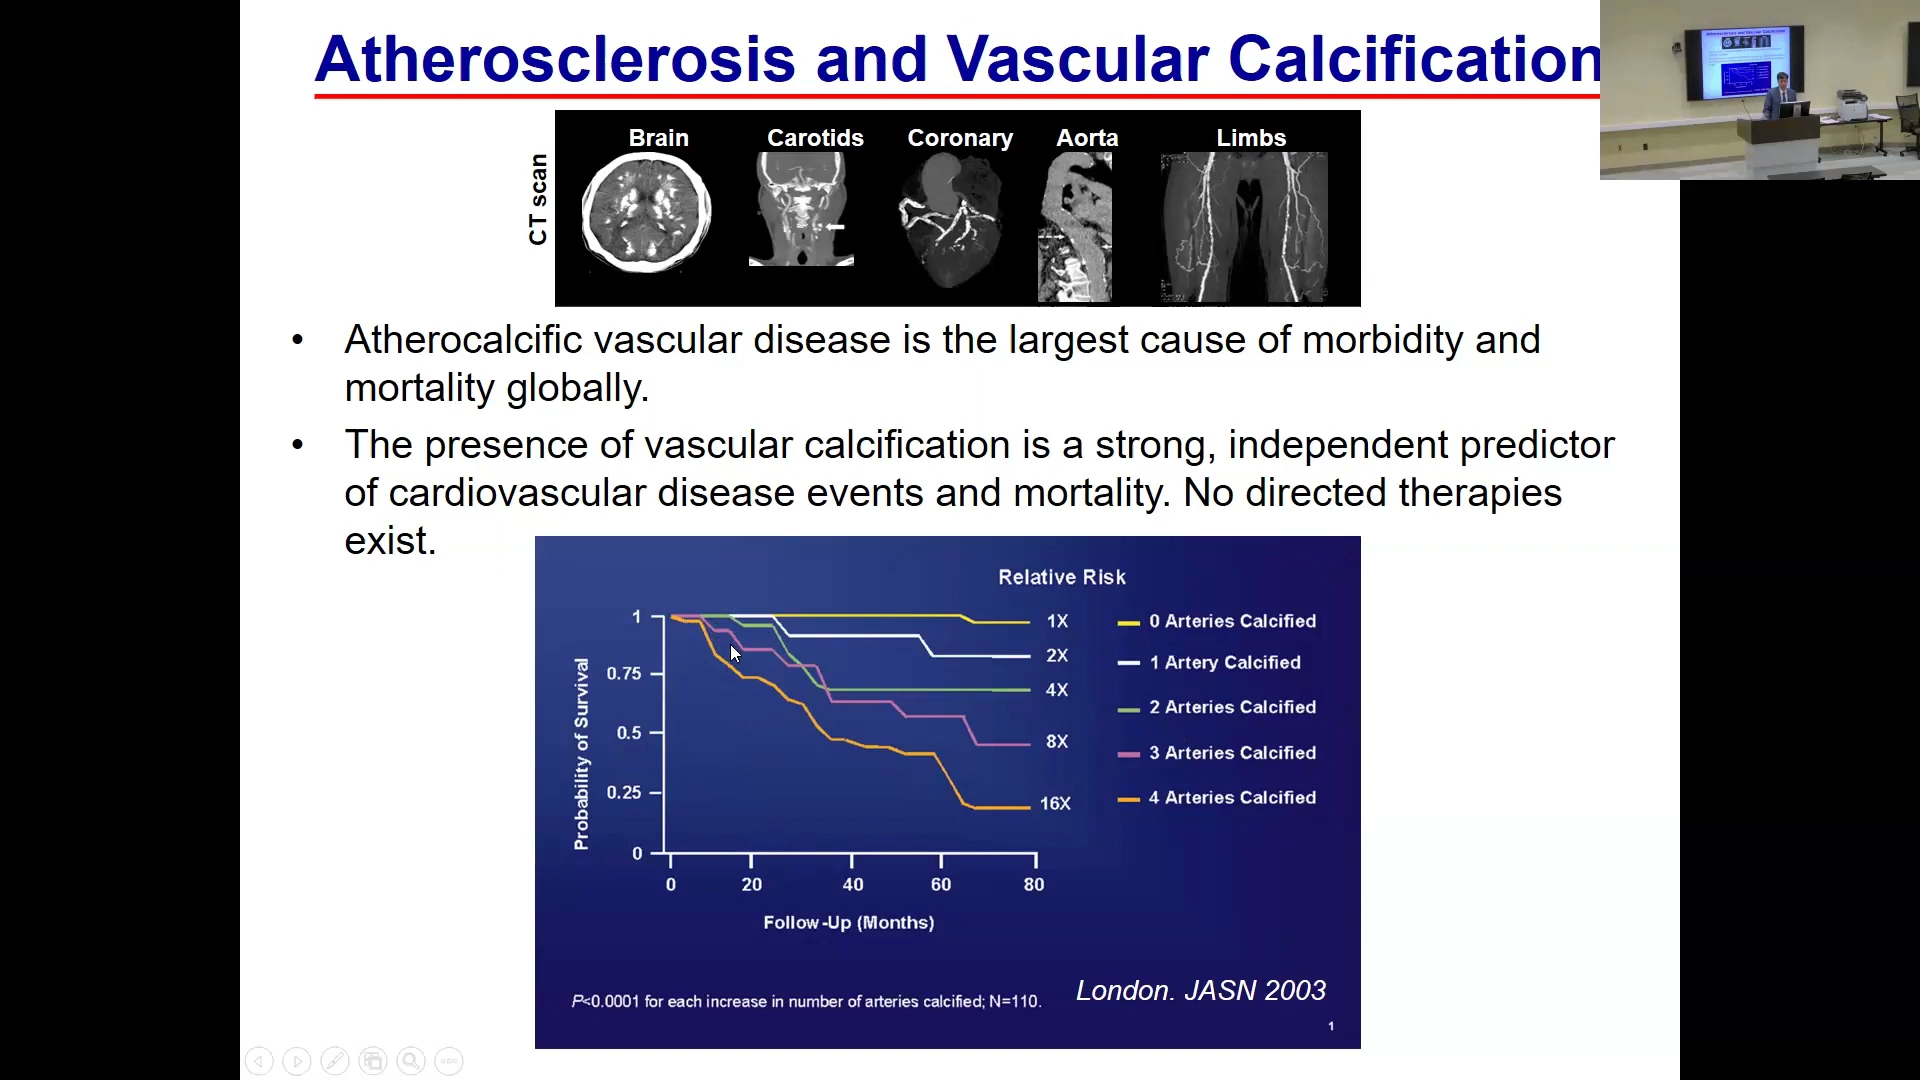 Atherosclerosis and Vascular Calcification
CT scan
Brain
Carotids
Coronary
Aorta
Limbs
• Atherocalcific vascular disease is the largest cause of morbidity and
mortality globally.
• The presence of vascular calcification is a strong, independent predictor
of cardiovascular disease events and mortality. No directed therapies
exist.
Relative Risk
Probability of Survival
1
0.75
0.5
0.25
0
0
20
40
60
80
Follow-Up (Months)
1X
2X
4X
8X
16X
0 Arteries Calcified
1 Artery Calcified
2 Arteries Calcified
3 Arteries Calcified
4 Arteries Calcified
P<0.0001 for each increase in number of arteries calcified; N=110.
London. JASN 2003
1